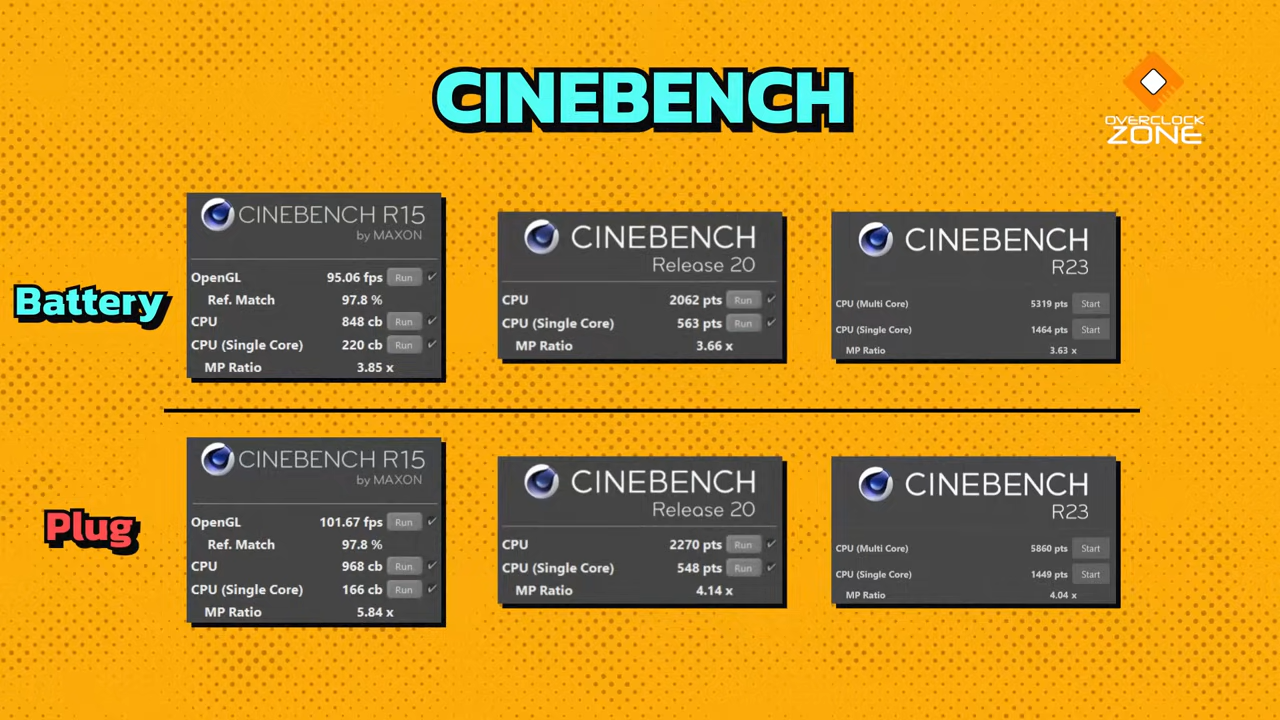 CINEBENCH
OVERCLOCK
ZONE
Battery
CINEBENCH R15
by MAXON
OpenGL 95.06 fps Run ✓
Ref. Match 97.8 %
CPU 848 cb Run ✓
CPU (Single Core) 220 cb Run ✓
MP Ratio 3.85 x
CINEBENCH
Release 20
CPU 2062 pts Run ✓
CPU (Single Core) 563 pts Run ✓
MP Ratio 3.66 x
CINEBENCH
R23
CPU (Multi Core) 5319 pts Start
CPU (Single Core) 1464 pts Start
MP Ratio 3.63 x
Plug
CINEBENCH R15
by MAXON
OpenGL 101.67 fps Run ✓
Ref. Match 97.8 %
CPU 968 cb Run ✓
CPU (Single Core) 166 cb Run ✓
MP Ratio 5.84 x
CINEBENCH
Release 20
CPU 2270 pts Run ✓
CPU (Single Core) 548 pts Run ✓
MP Ratio 4.14 x
CINEBENCH
R23
CPU (Multi Core) 5860 pts Start
CPU (Single Core) 1449 pts Start
MP Ratio 4.04 x